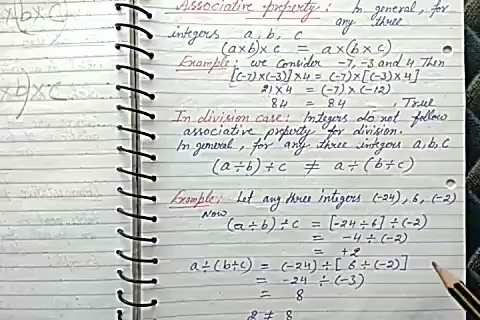 (b×c)
b)×c
Associative property: In general, for any three
integers a, b, c
(a×b)×c = a×(b×c)
Example: We consider -7, -3 and 4 Then
[(-7)×(-3)]×4 = (-7)×[(-3)×4]
21×4 = (-7)×(-12)
84 = 84 True
In division case: Integers do not follow
associative property for division.
In general, for any three integers a, b, c
(a÷b)÷c ≠ a÷(b÷c)
Example: Let any three integers (-24), 6, (-2)
Now
(a÷b)÷c = [-24÷6]÷(-2)
= -4÷(-2)
= +2
a÷(b÷c) = (-24)÷[6÷(-2)]
= -24÷(-3)
= 8
2 ≠ 8